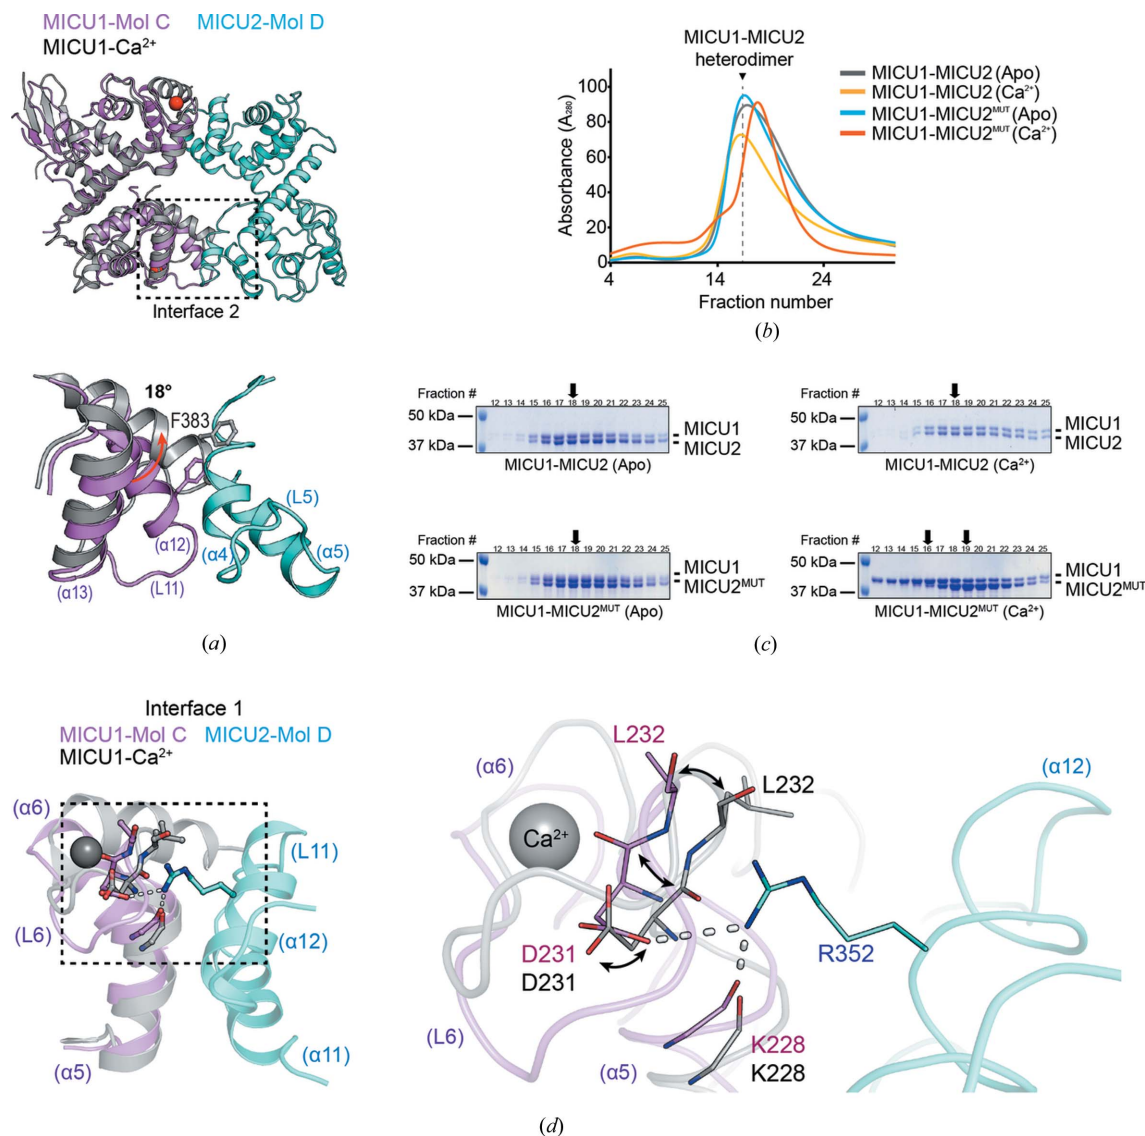 MICU1-Mol C MICU2-Mol D
MICU1-Ca²⁺
Interface 2
18°
F383
(L5)
(α12)
(α4)
(α5)
(α13)
(L11)
(a)
MICU1-MICU2
heterodimer
MICU1-MICU2 (Apo)
MICU1-MICU2 (Ca²⁺)
MICU1-MICU2ᴹᵁᵀ (Apo)
MICU1-MICU2ᴹᵁᵀ (Ca²⁺)
Absorbance (A₂₈₀)
100
80
60
40
20
0
4 14 24
Fraction number
(b)
Fraction # 12 13 14 15 16 17 18 19 20 21 22 23 24 25
50 kDa
37 kDa
MICU1
MICU2
MICU1-MICU2 (Apo)
Fraction # 12 13 14 15 16 17 18 19 20 21 22 23 24 25
50 kDa
37 kDa
MICU1
MICU2
MICU1-MICU2 (Ca²⁺)
Fraction # 12 13 14 15 16 17 18 19 20 21 22 23 24 25
50 kDa
37 kDa
MICU1
MICU2ᴹᵁᵀ
MICU1-MICU2ᴹᵁᵀ (Apo)
Fraction # 12 13 14 15 16 17 18 19 20 21 22 23 24 25
50 kDa
37 kDa
MICU1
MICU2ᴹᵁᵀ
MICU1-MICU2ᴹᵁᵀ (Ca²⁺)
(c)
Interface 1
MICU1-Mol C MICU2-Mol D
MICU1-Ca²⁺
(α6)
(L11)
(L6)
(α12)
(α5)
(α11)
L232
(α6)
(α12)
L232
Ca²⁺
D231
D231
R352
(L6)
K228
(α5)
K228
(d)